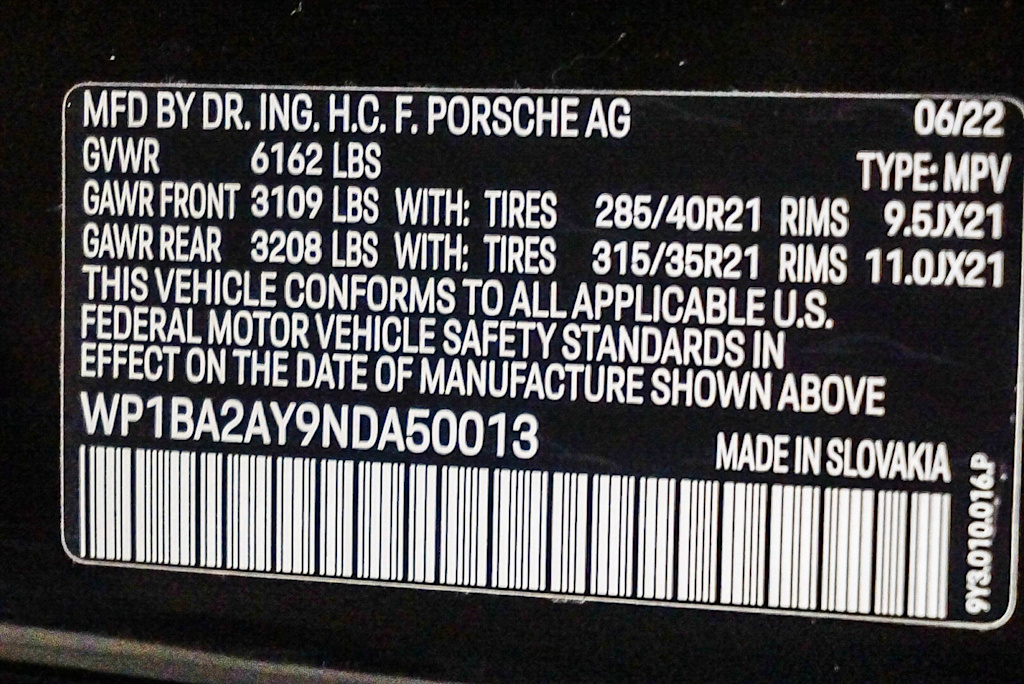 MFD BY DR. ING. H.C. F. PORSCHE AG 06/22
GVWR 6162 LBS TYPE: MPV
GAWR FRONT 3109 LBS WITH: TIRES 285/40R21 RIMS 9.5JX21
GAWR REAR 3208 LBS WITH: TIRES 315/35R21 RIMS 11.0JX21
THIS VEHICLE CONFORMS TO ALL APPLICABLE U.S.
FEDERAL MOTOR VEHICLE SAFETY STANDARDS IN
EFFECT ON THE DATE OF MANUFACTURE SHOWN ABOVE
WP1BA2AY9NDA50013
MADE IN SLOVAKIA
9Y3.010.016.P